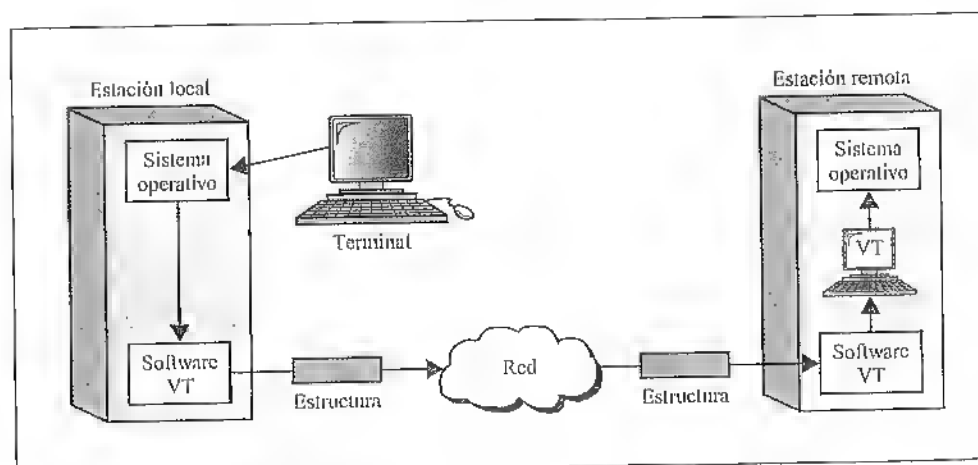 Estación local
Sistema
operativo
Terminal
Software
VT
Estructura
Red
Estructura
Estación remota
Sistema
operativo
VT
Software
VT